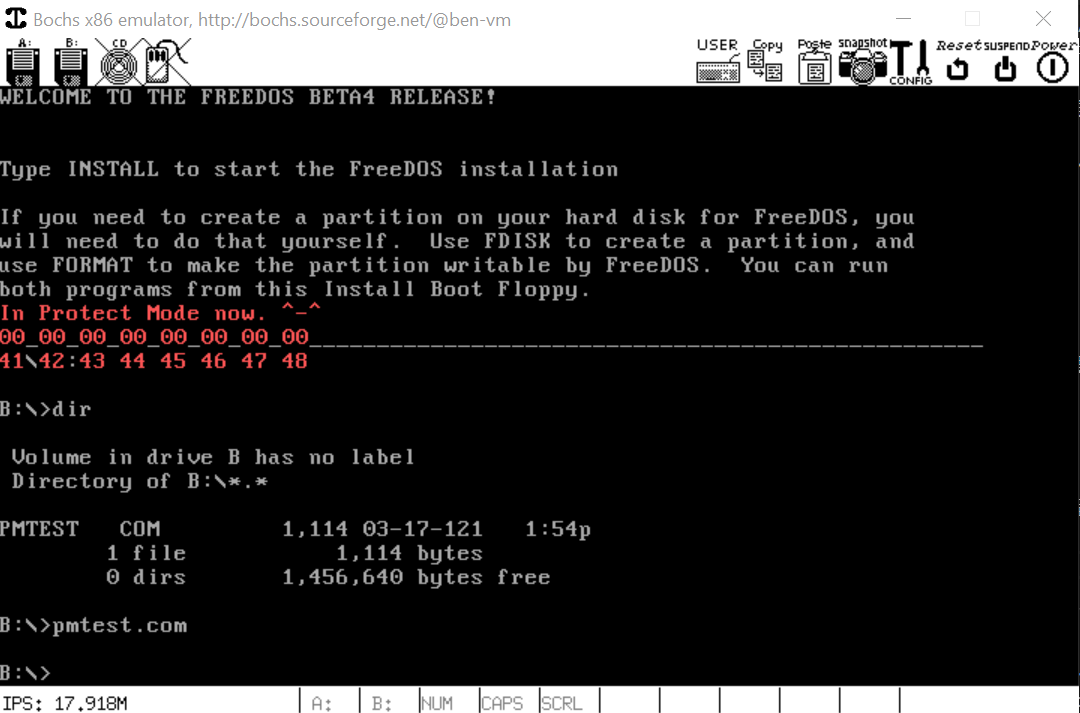 Bochs x86 emulator, http://bochs.sourceforge.net/@ben-vm
A: B: CD USER Copy Paste snapshot CONFIG Reset SUSPEND Power
WELCOME TO THE FREEDOS BETA4 RELEASE!
Type INSTALL to start the FreeDOS installation
If you need to create a partition on your hard disk for FreeDOS, you
will need to do that yourself.  Use FDISK to create a partition, and
use FORMAT to make the partition writable by FreeDOS.  You can run
both programs from this Install Boot Floppy.
In Protect Mode now. ^-^
00_00_00_00_00_00_00_00__________________________________________________
41\42:43 44 45 46 47 48
B:\>dir
Volume in drive B has no label
Directory of B:\*.*
PMTEST   COM         1,114 03-17-121   1:54p
1 file           1,114 bytes
0 dirs       1,456,640 bytes free
B:\>pmtest.com
B:\>
IPS: 17.918M A: B: NUM CAPS SCRL